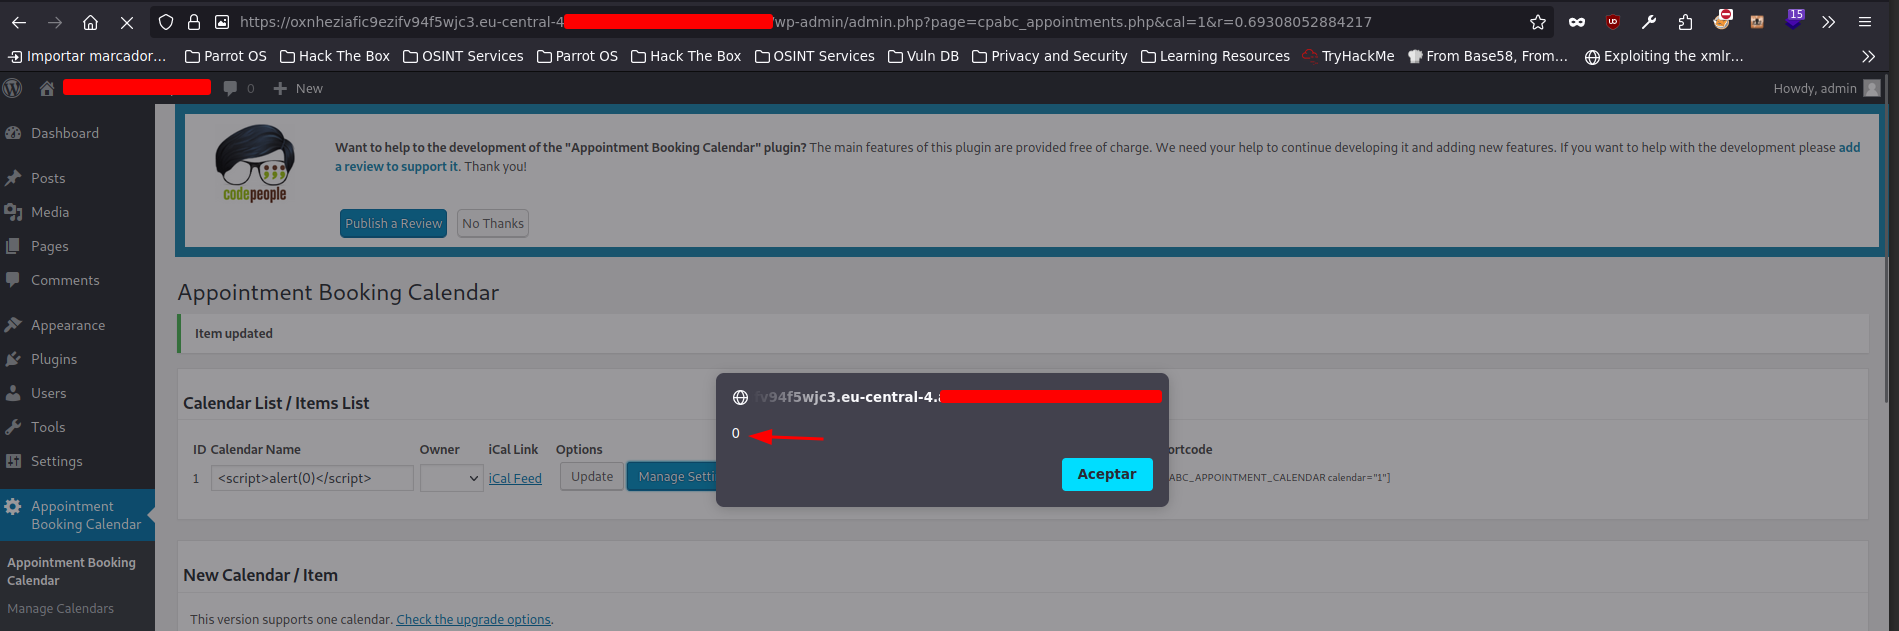 https://oxnheziafic9ezifv94f5wjc3.eu-central-4 /wp-admin/admin.php?page=cpabc_appointments.php&cal=1&r=0.69308052884217
15
Importar marcador… Parrot OS Hack The Box OSINT Services Parrot OS Hack The Box OSINT Services Vuln DB Privacy and Security Learning Resources TryHackMe From Base58, From… Exploiting the xmlr…
0 New Howdy, admin
Dashboard
Posts
Media
Pages
Comments
Appearance
Plugins
Users
Tools
Settings
Appointment
Booking Calendar
Appointment Booking
Calendar
Manage Calendars
codepeople
Want to help to the development of the "Appointment Booking Calendar" plugin? The main features of this plugin are provided free of charge. We need your help to continue developing it and adding new features. If you want to help with the development please add
a review to support it. Thank you!
Publish a Review No Thanks
Appointment Booking Calendar
Item updated
Calendar List / Items List
ID Calendar Name Owner iCal Link Options ortcode
1 <script>alert(0)</script> iCal Feed Update Manage Setti ABC_APPOINTMENT_CALENDAR calendar="1"]
fv94f5wjc3.eu-central-4.
0
Aceptar
New Calendar / Item
This version supports one calendar. Check the upgrade options.